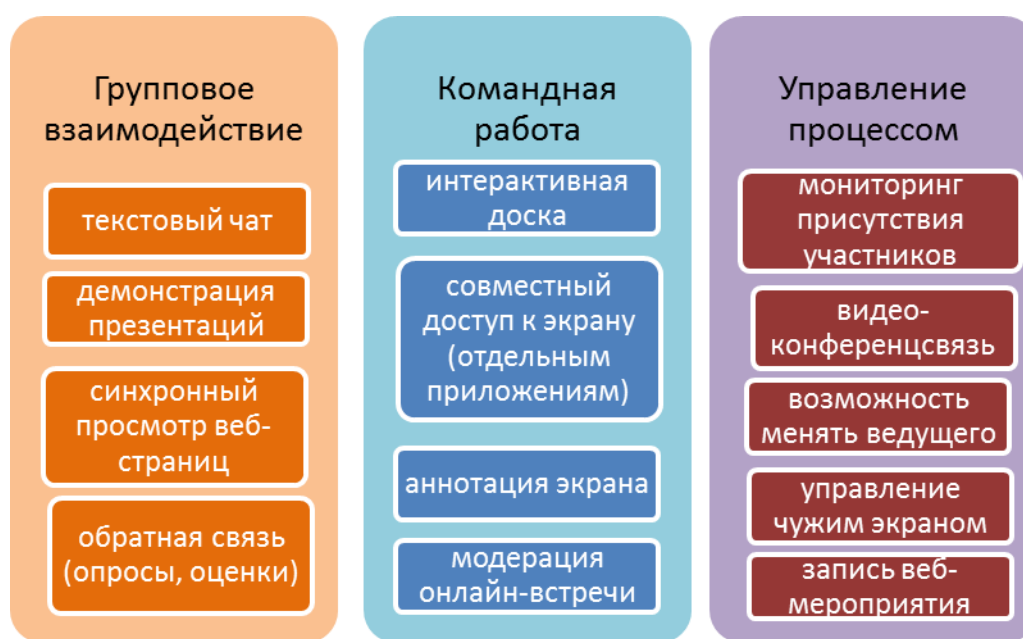 Групповое
взаимодействие
текстовый чат
демонстрация
презентаций
синхронный
просмотр веб-
страниц
обратная связь
(опросы, оценки)
Командная
работа
интерактивная
доска
совместный
доступ к экрану
(отдельным
приложениям)
аннотация экрана
модерация
онлайн-встречи
Управление
процессом
мониторинг
присутствия
участников
видео-
конференцсвязь
возможность
менять ведущего
управление
чужим экраном
запись веб-
мероприятия